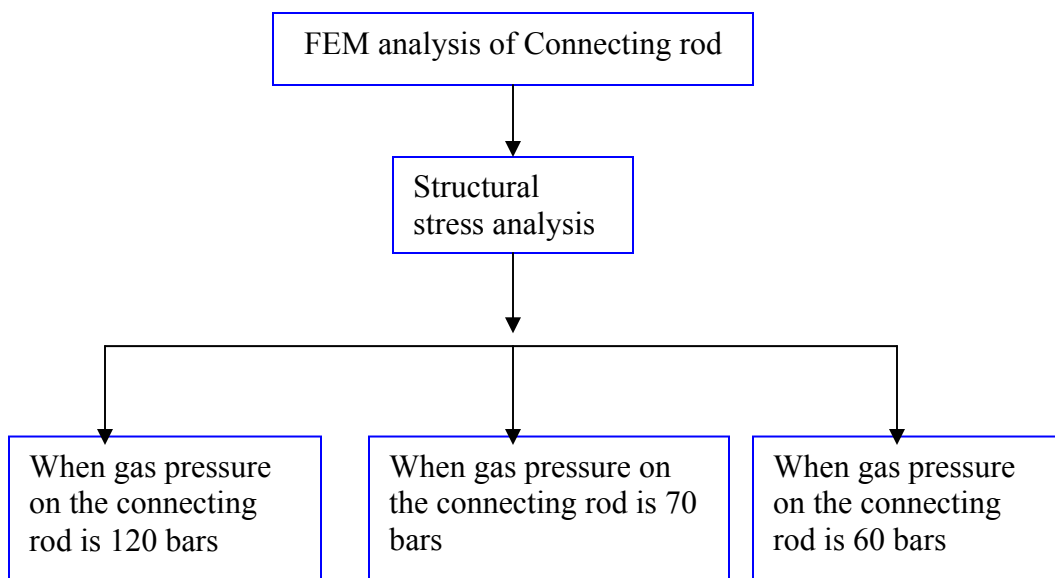 FEM analysis of Connecting rod
Structural
stress analysis
When gas pressure
on the connecting
rod is 120 bars
When gas pressure on
the connecting rod is 70
bars
When gas pressure
on the connecting
rod is 60 bars